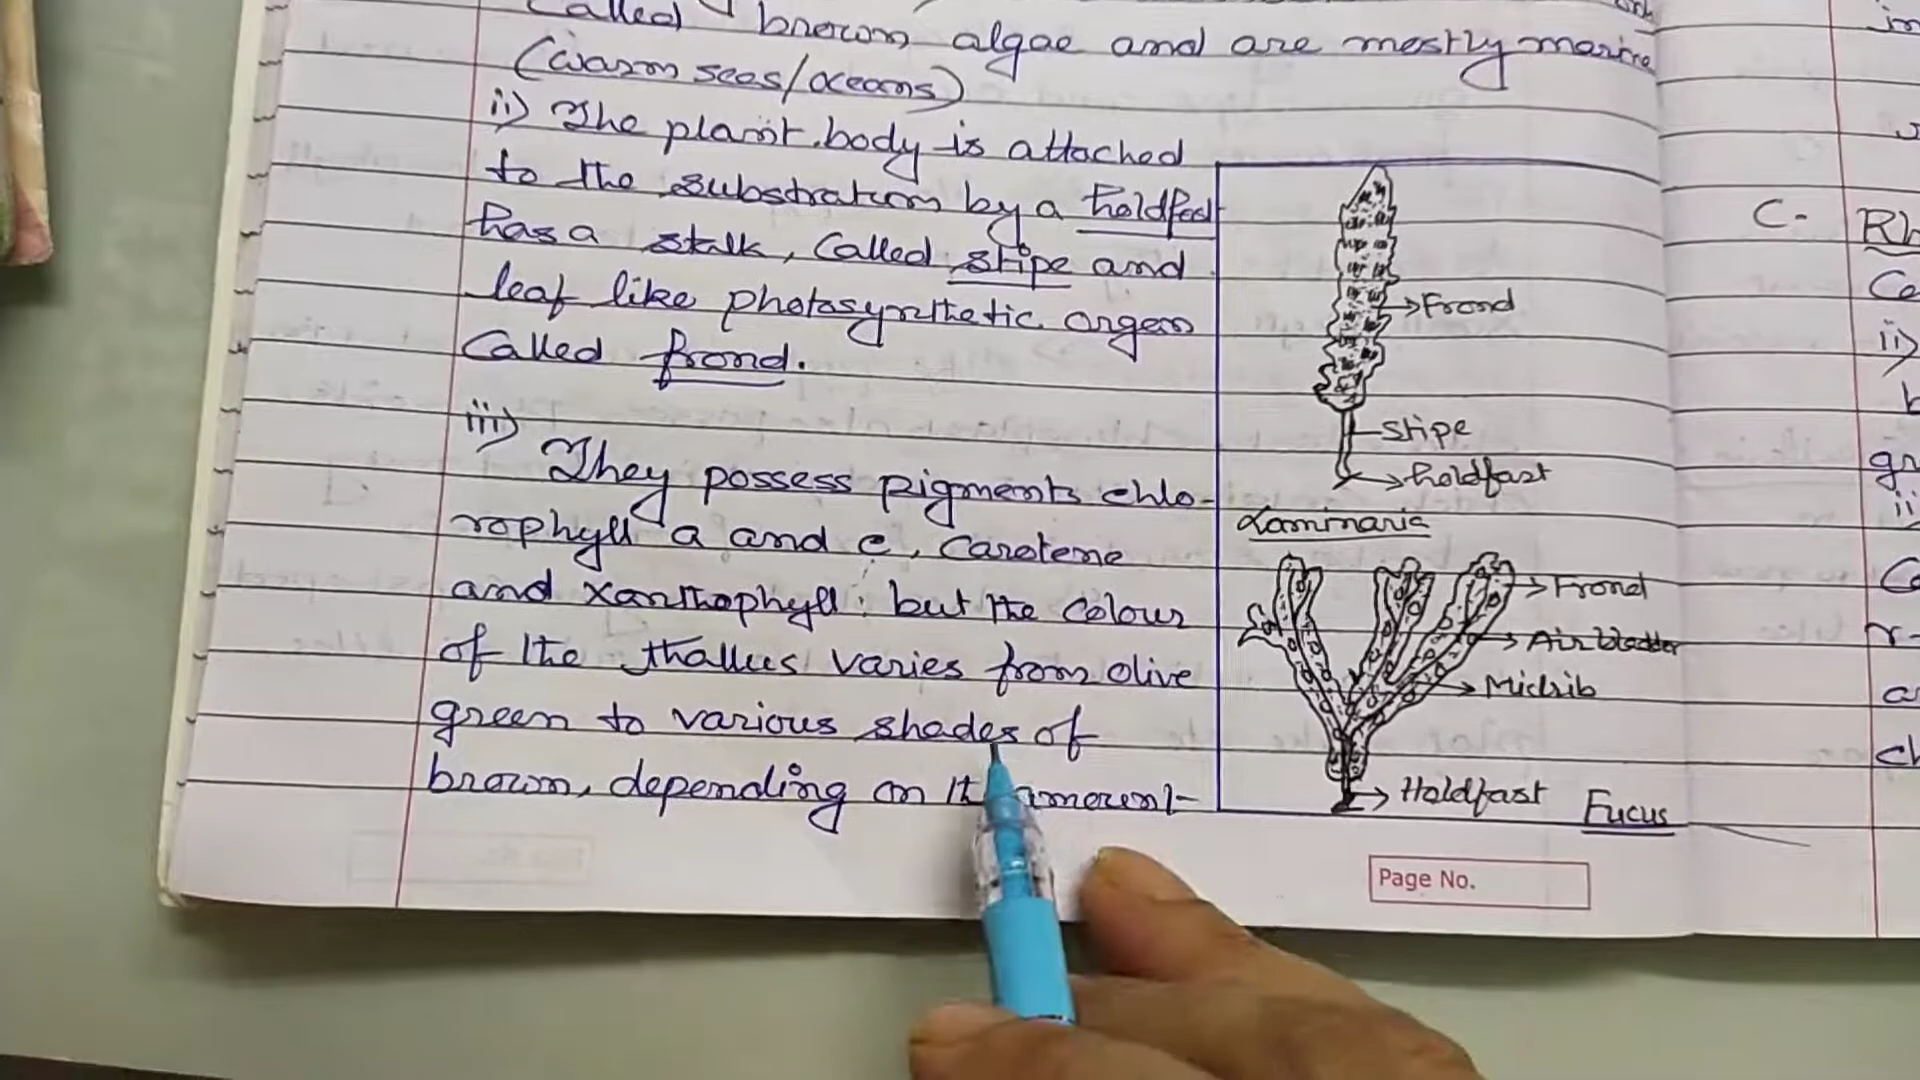 called brown algae and are mostly marine
(warm seas/oceans)
ii) The plant body is attached
to the substratum by a holdfast
has a stalk, called stipe and
leaf like photosynthetic organ
called frond.
iii) They possess pigments chlo-
rophyll a and c, carotene
and xanthophyll. but the colour
of the thallus varies from olive
green to various shades of
brown, depending on amount
Frond
stipe
holdfast
Laminaria
Frond
Air bladder
Midrib
Holdfast
Fucus
Page No.
C-
ii)